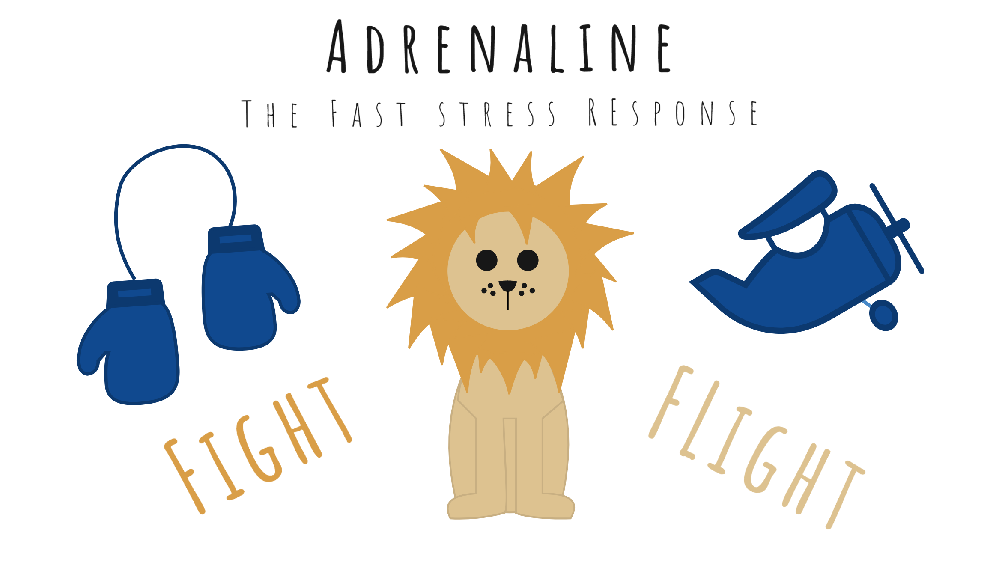 ADRENALINE
THE FAST STRESS RESPONSE
FIGHT
FLIGHT